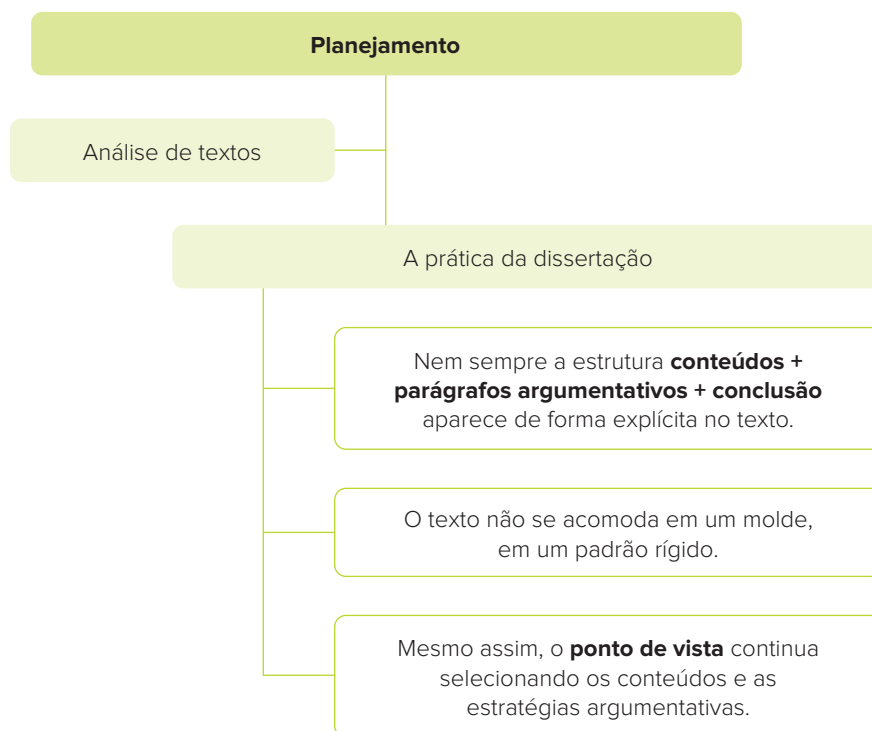 Planejamento
Análise de textos
A prática da dissertação
Nem sempre a estrutura conteúdos +
parágrafos argumentativos + conclusão
aparece de forma explícita no texto.
O texto não se acomoda em um molde,
em um padrão rígido.
Mesmo assim, o ponto de vista continua
selecionando os conteúdos e as
estratégias argumentativas.